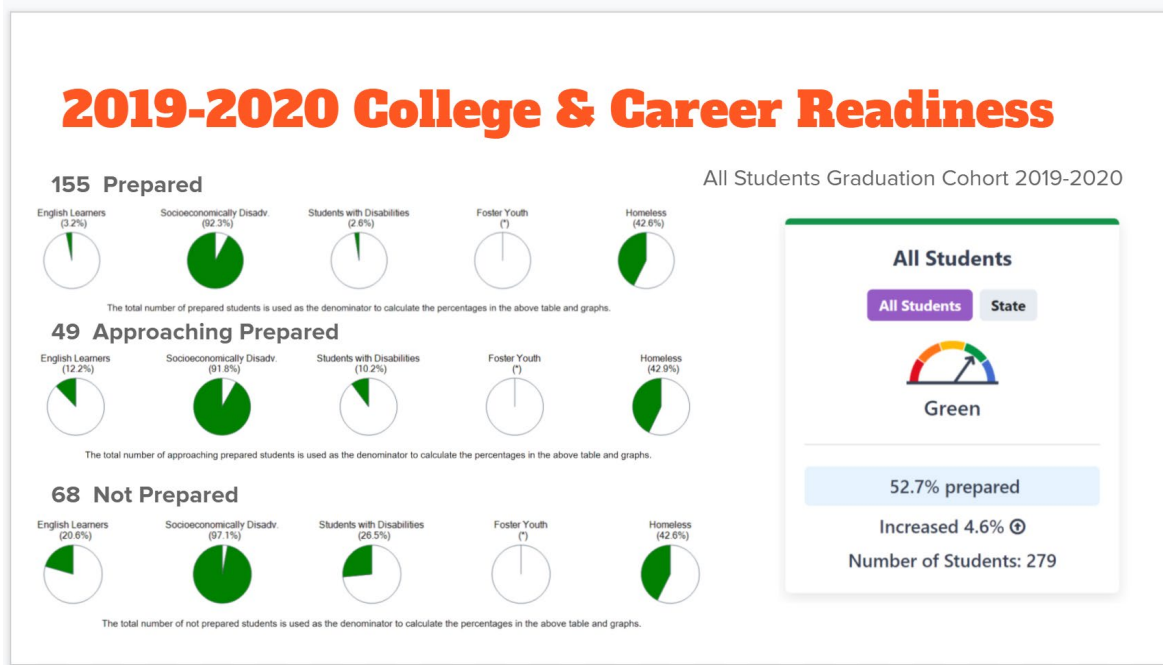 2019-2020 College & Career Readiness
All Students Graduation Cohort 2019-2020
155 Prepared
English Learners Socioeconomically Disadv. Students with Disabilities Foster Youth Homeless
(3.2%) (92.3%) (2.6%) (*) (42.6%)
The total number of prepared students is used as the denominator to calculate the percentages in the above table and graphs.
49 Approaching Prepared
English Learners Socioeconomically Disadv. Students with Disabilities Foster Youth Homeless
(12.2%) (91.8%) (10.2%) (*) (42.9%)
The total number of approaching prepared students is used as the denominator to calculate the percentages in the above table and graphs.
68 Not Prepared
English Learners Socioeconomically Disadv. Students with Disabilities Foster Youth Homeless
(20.6%) (97.1%) (26.5%) (*) (42.6%)
The total number of not prepared students is used as the denominator to calculate the percentages in the above table and graphs.
All Students
All Students State
Green
52.7% prepared
Increased 4.6%
Number of Students: 279